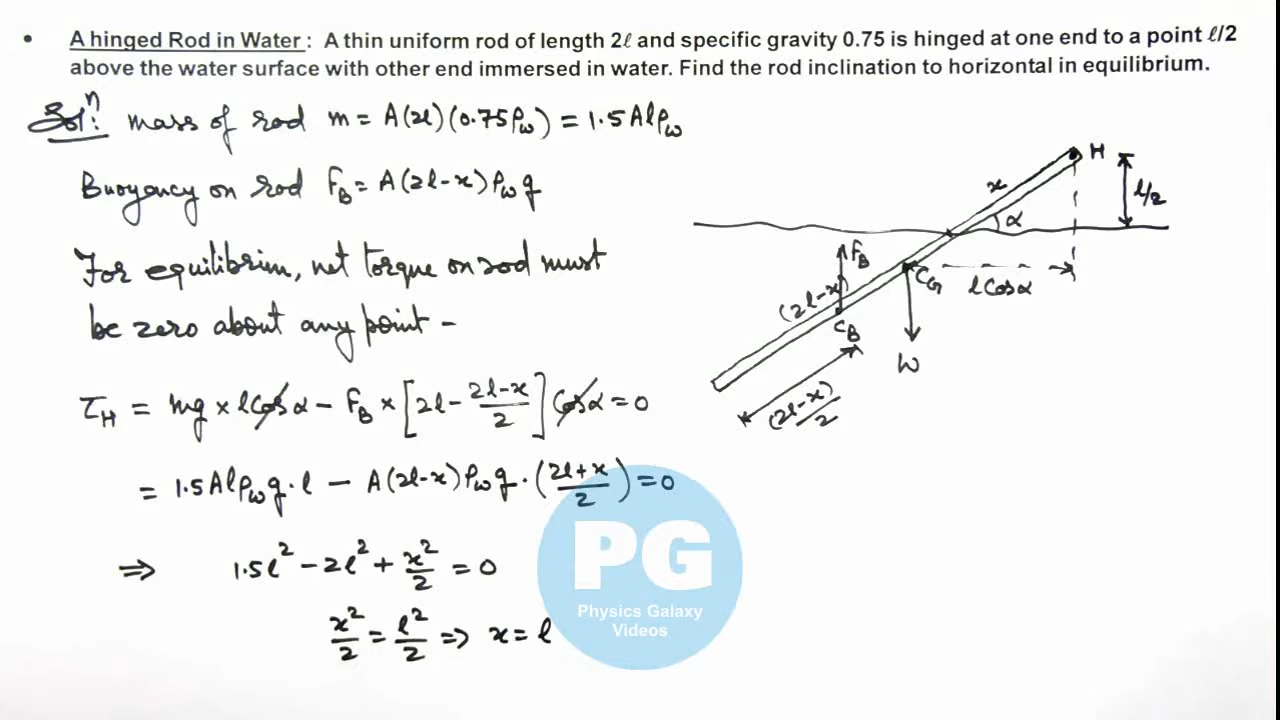 • A hinged Rod in Water : A thin uniform rod of length 2ℓ and specific gravity 0.75 is hinged at one end to a point ℓ/2
above the water surface with other end immersed in water. Find the rod inclination to horizontal in equilibrium.
Solⁿ: mass of rod m = A(2l)(0.75ρw) = 1.5Alρw
Buoyancy on rod FB = A(2l-x)ρw g
For equilibrim, net torque on rod must
be zero about any point -
τH = mg × l Cosα - FB × [2l - (2l-x)/2] Cosα = 0
= 1.5Alρw g · l - A(2l-x)ρw g · ((2l+x)/2) = 0
⇒ 1.5l² - 2l² + x²/2 = 0
x²/2 = l²/2 ⇒ x = l
H
x
l/2
α
FB
CG
l Cosα
(2l-x)
CB
W
(2l-x)/2
PG
Physics Galaxy
Videos